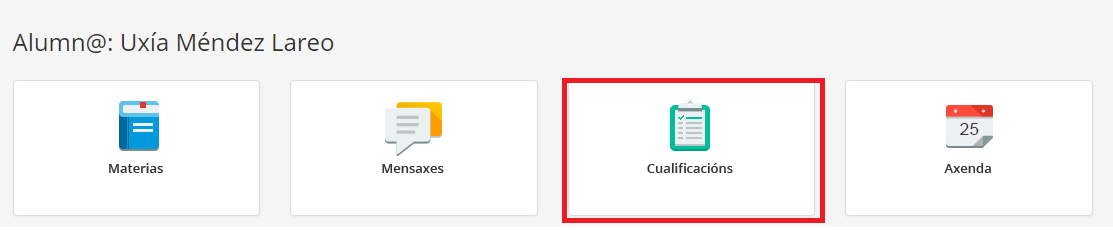 Alumn@: Uxía Méndez Lareo
Materias
Mensaxes
Cualificacións
25
Axenda